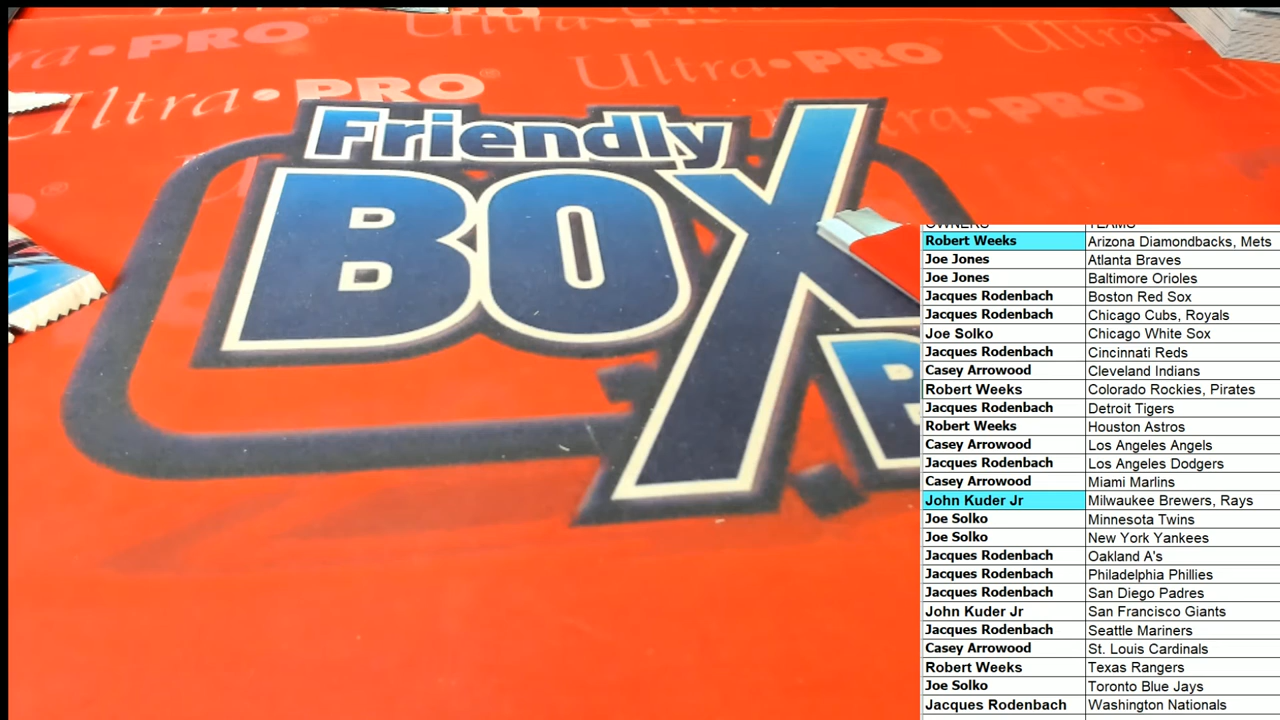 Ultra•PRO®
Ultra
Ultra•PRO
Ultra
Ultra•PRO®
Ultra•PRO
Friendly
BOX
B
OWNERS TEAMS
Robert Weeks Arizona Diamondbacks, Mets
Joe Jones Atlanta Braves
Joe Jones Baltimore Orioles
Jacques Rodenbach Boston Red Sox
Jacques Rodenbach Chicago Cubs, Royals
Joe Solko Chicago White Sox
Jacques Rodenbach Cincinnati Reds
Casey Arrowood Cleveland Indians
Robert Weeks Colorado Rockies, Pirates
Jacques Rodenbach Detroit Tigers
Robert Weeks Houston Astros
Casey Arrowood Los Angeles Angels
Jacques Rodenbach Los Angeles Dodgers
Casey Arrowood Miami Marlins
John Kuder Jr Milwaukee Brewers, Rays
Joe Solko Minnesota Twins
Joe Solko New York Yankees
Jacques Rodenbach Oakland A's
Jacques Rodenbach Philadelphia Phillies
Jacques Rodenbach San Diego Padres
John Kuder Jr San Francisco Giants
Jacques Rodenbach Seattle Mariners
Casey Arrowood St. Louis Cardinals
Robert Weeks Texas Rangers
Joe Solko Toronto Blue Jays
Jacques Rodenbach Washington Nationals